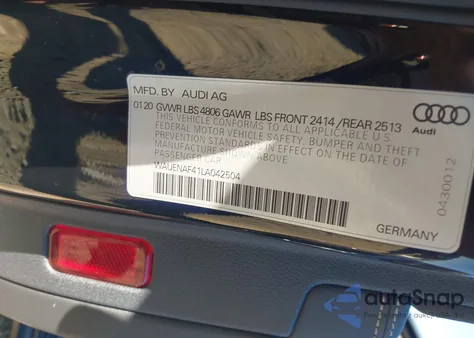 MFD. BY AUDI AG
0120 GVWR LBS 4806 GAWR LBS FRONT 2414/REAR 2513
THIS VEHICLE CONFORMS TO ALL APPLICABLE U.S.
FEDERAL MOTOR VEHICLE SAFETY, BUMPER AND THEFT
PREVENTION STANDARDS IN EFFECT ON THE DATE OF
MANUFACTURE SHOWN ABOVE
PASSENGER CAR
WAUENAF41LA042504
Audi
0430012
GERMANY
autoSnap